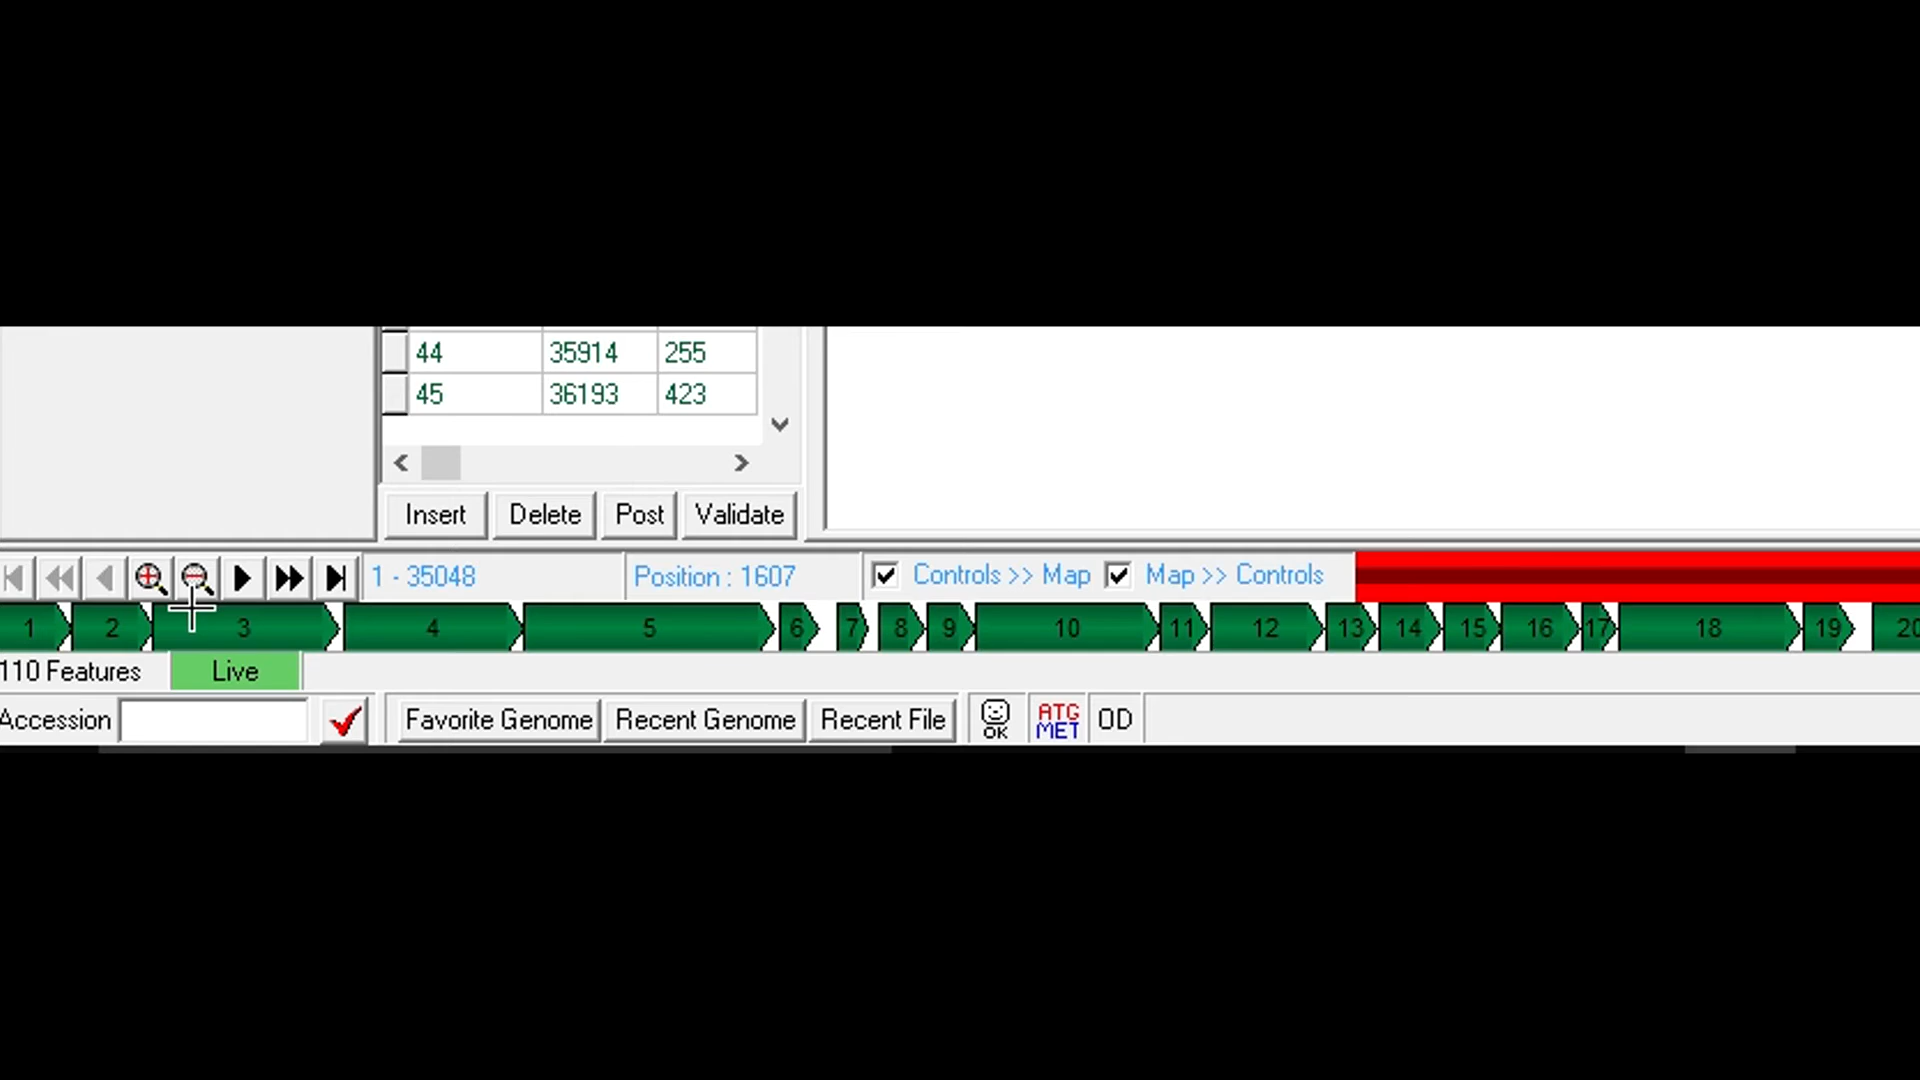 44 35914 255
45 36193 423
Insert Delete Post Validate
1 - 35048 Position : 1607 Controls >> Map Map >> Controls
1 2 3 4 5 6 7 8 9 10 11 12 13 14 15 16 17 18 19 20
110 Features Live
Accession Favorite Genome Recent Genome Recent File OK ATG MET OD